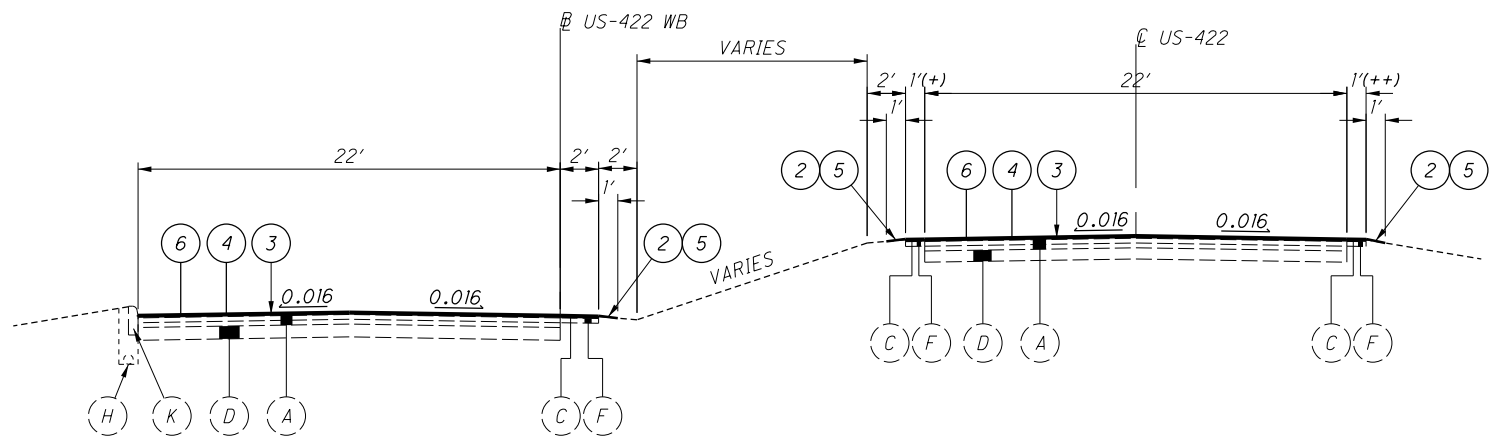 ℄ US-422
B US-422 WB
VARIES
2' 1'(+) 22' 1'(++)
1' 1'
22' 2' 2'
1'
2 5 6 4 3 2 5
0.016 0.016
6 4 3 2 5
VARIES
0.016 0.016
C F D A C F
H K D A C F